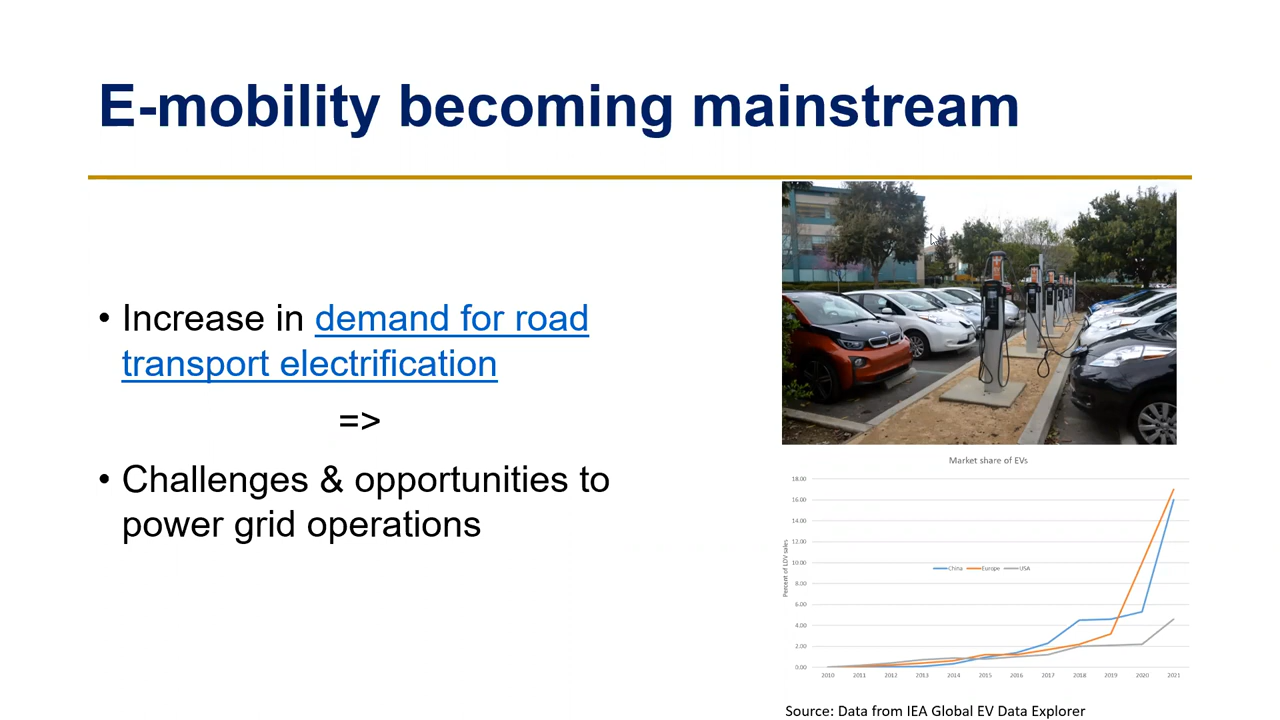 E-mobility becoming mainstream
• Increase in demand for road
transport electrification
=>
• Challenges & opportunities to
power grid operations
Market share of EVs
18.00
16.00
14.00
12.00
10.00
8.00
6.00
4.00
2.00
0.00
Percent of LDV sales
China Europe USA
2010 2011 2012 2013 2014 2015 2016 2017 2018 2019 2020 2021
Source: Data from IEA Global EV Data Explorer